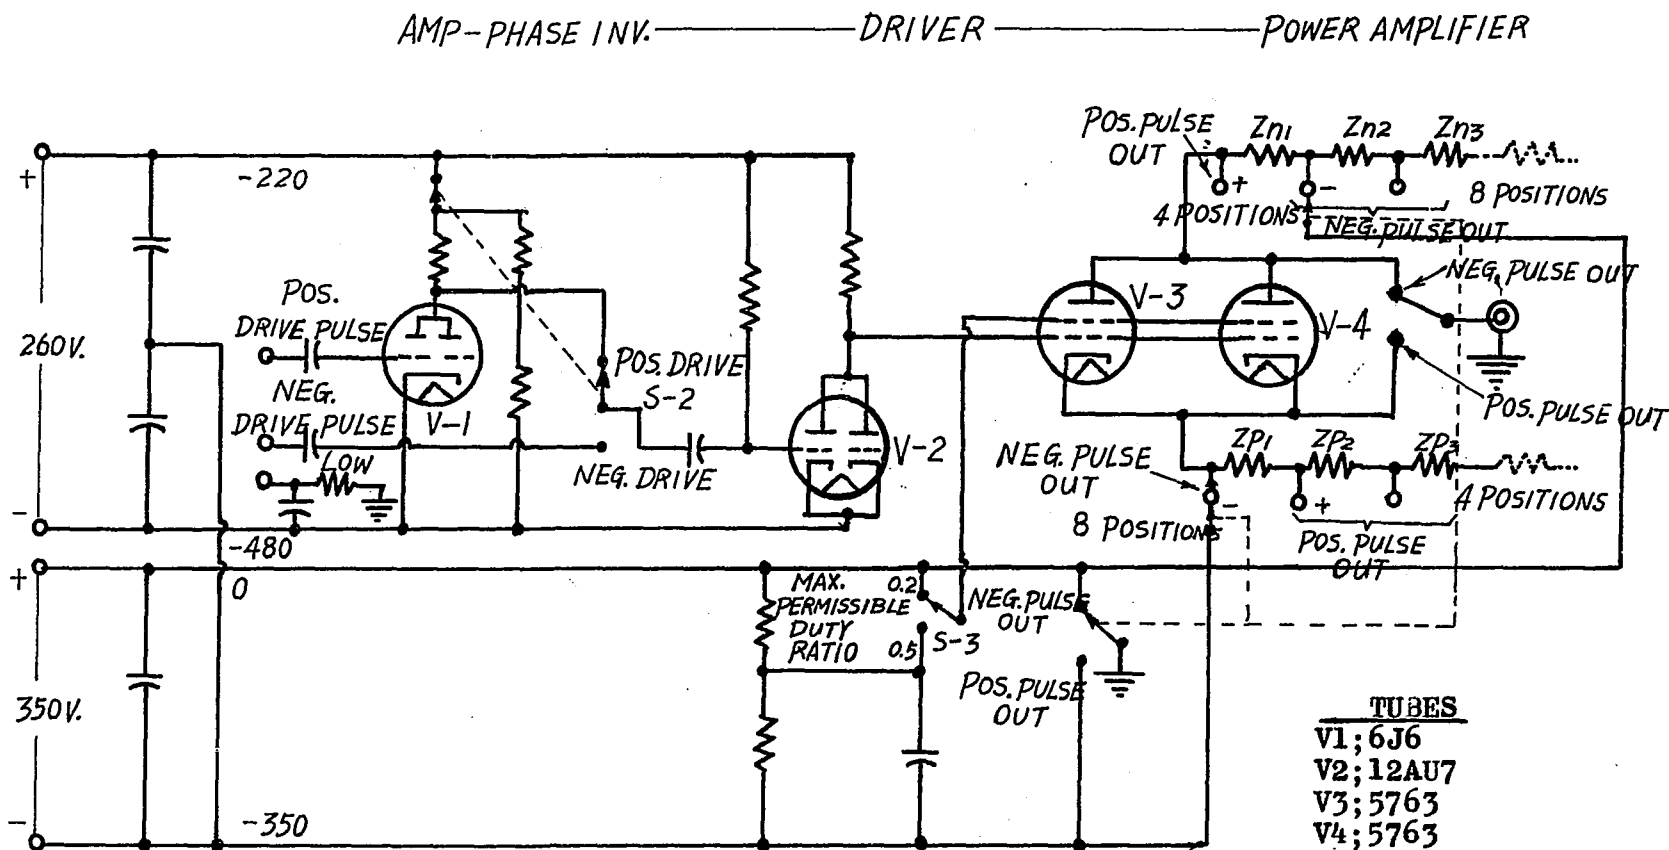 AMP-PHASE INV. DRIVER POWER AMPLIFIER
POS. PULSE OUT
Zn1 Zn2 Zn3
+ -
4 POSITIONS
8 POSITIONS
NEG. PULSE OUT
+
-220
260V.
-
-480
POS.
DRIVE PULSE
NEG.
DRIVE PULSE
LOW
V-1
POS. DRIVE
S-2
NEG. DRIVE
V-2
V-3
V-4
NEG. PULSE OUT
POS. PULSE OUT
NEG. PULSE
OUT
ZP1 ZP2 ZP3
- +
8 POSITIONS
4 POSITIONS
POS. PULSE
OUT
+
0
350V.
-
-350
MAX.
PERMISSIBLE
DUTY
RATIO
0.2
0.5
S-3
NEG. PULSE
OUT
POS. PULSE
OUT
TUBES
V1; 6J6
V2; 12AU7
V3; 5763
V4; 5763